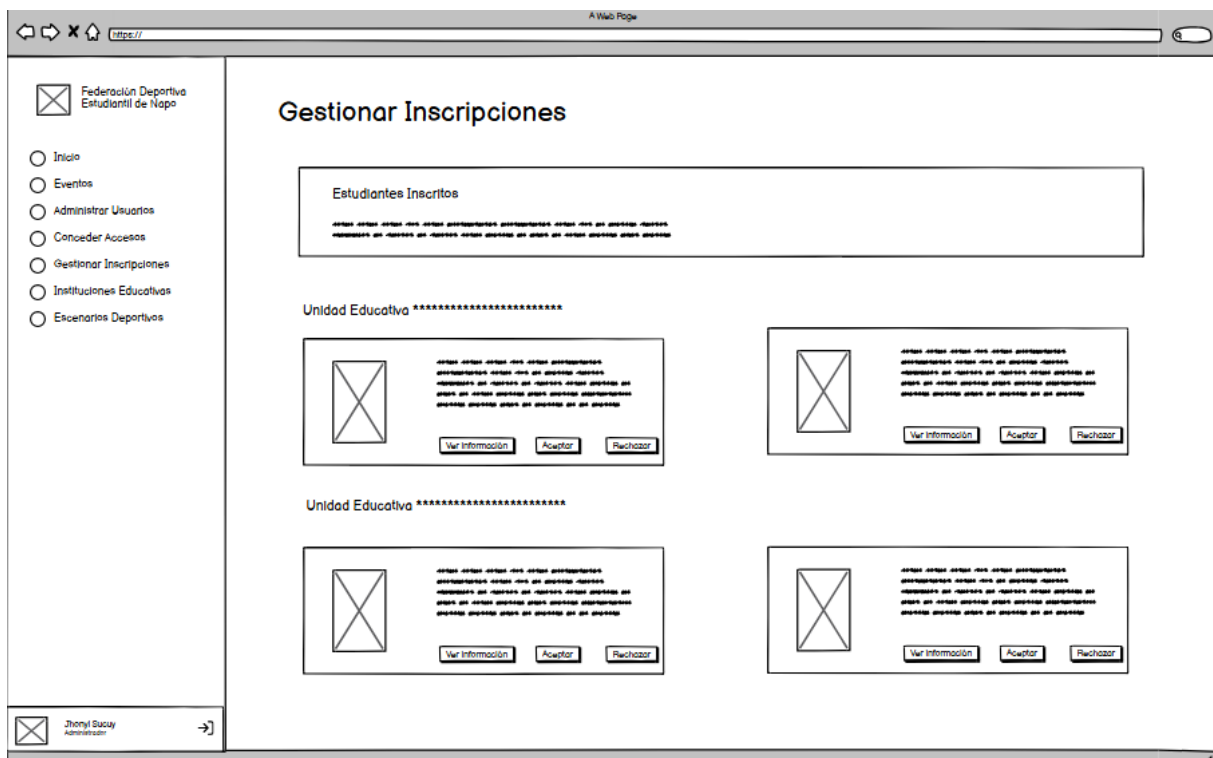 A Web Page
https://
Federación Deportiva
Estudiantil de Napo
Inicio
Eventos
Administrar Usuarios
Conceder Accesos
Gestionar Inscripciones
Instituciones Educativas
Escenarios Deportivos
Jhonyl Sucuy
Administrador
Gestionar Inscripciones
Estudiantes Inscritos
Unidad Educativa ************************
Ver Información Aceptar Rechazar
Ver Información Aceptar Rechazar
Unidad Educativa ************************
Ver Información Aceptar Rechazar
Ver Información Aceptar Rechazar